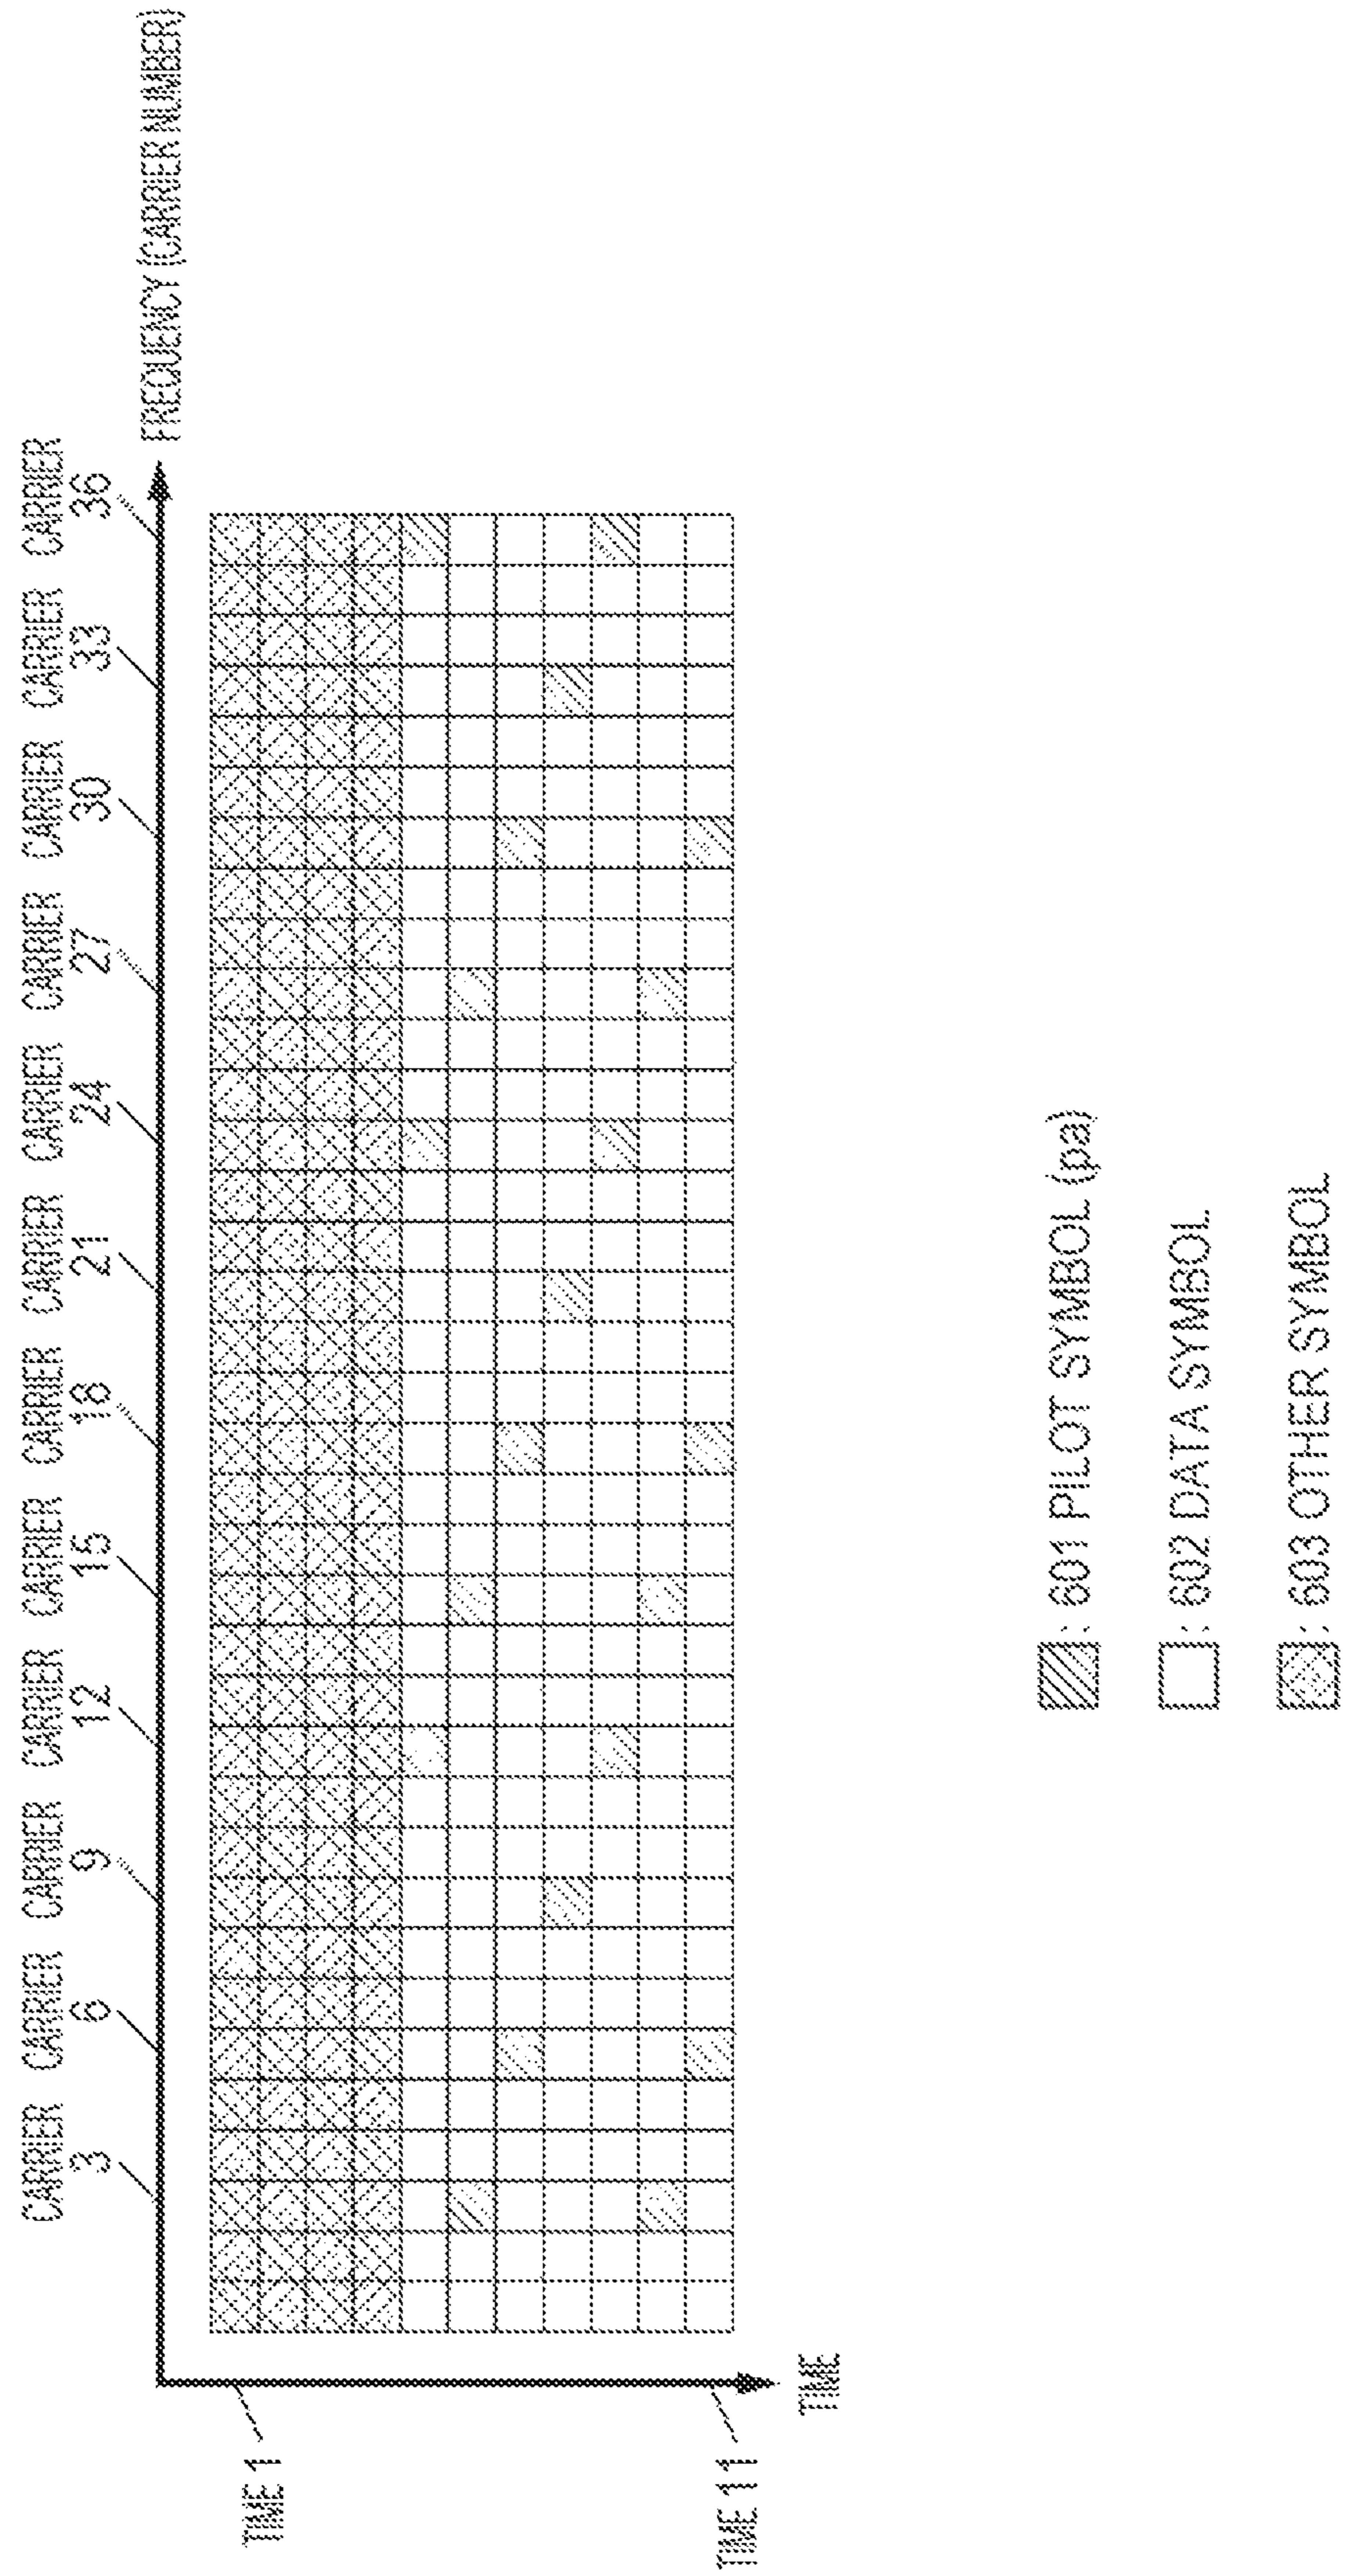 FREQUENCY (CARRIER NUMBER)
CARRIER
3
CARRIER
6
CARRIER
9
CARRIER
12
CARRIER
15
CARRIER
18
CARRIER
21
CARRIER
24
CARRIER
27
CARRIER
30
CARRIER
33
CARRIER
36
TIME 1
TIME 11
TIME
: 601 PILOT SYMBOL (pa)
: 602 DATA SYMBOL
: 603 OTHER SYMBOL